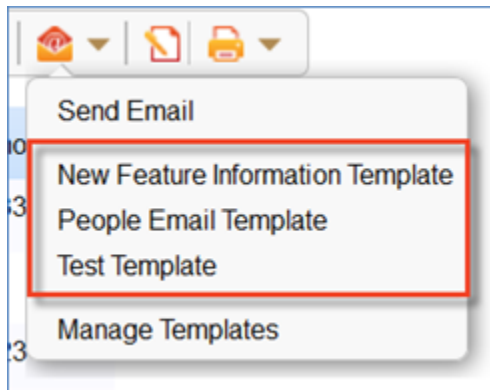 Send Email
New Feature Information Template
People Email Template
Test Template
Manage Templates